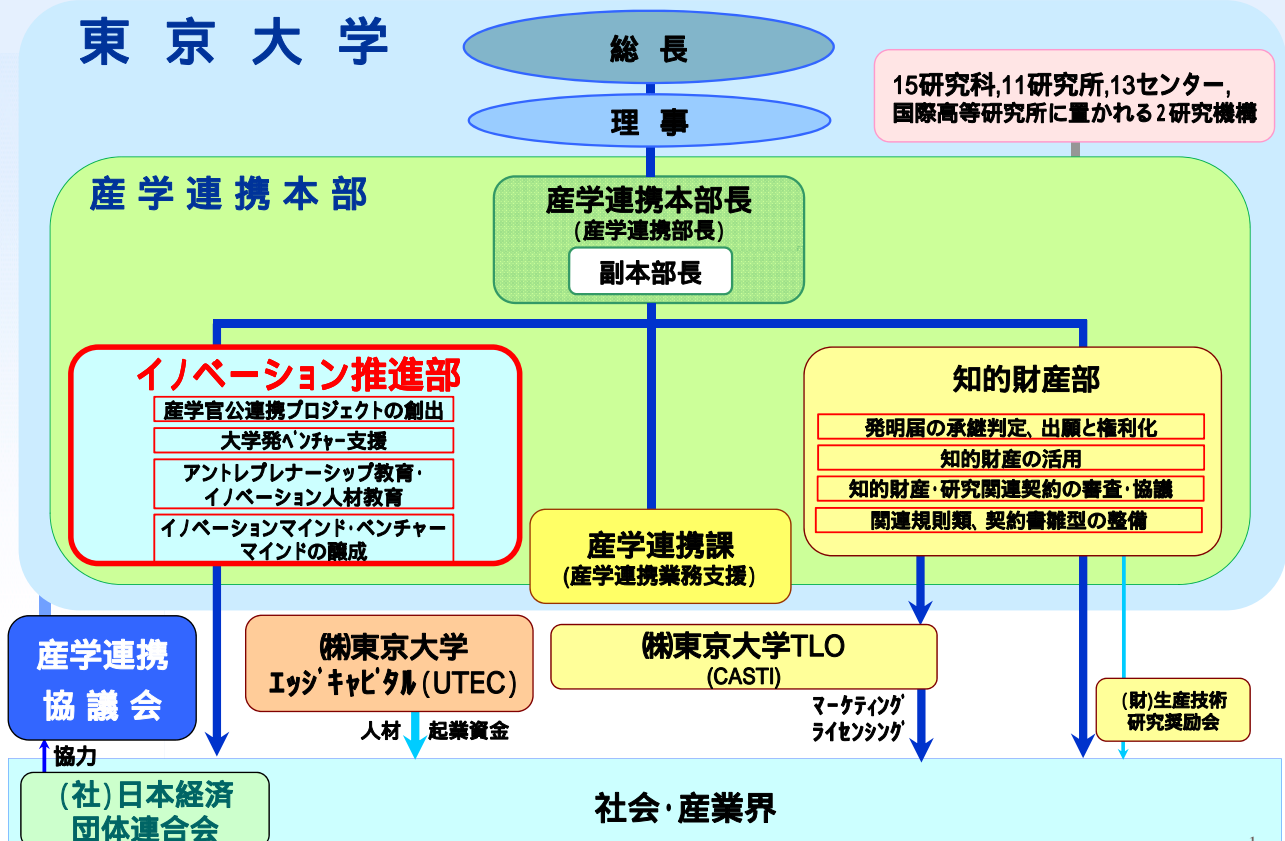 東京大学
総長
理事
15研究科,11研究所,13センター,
国際高等研究所に置かれる2研究機構
産学連携本部
産学連携本部長
(産学連携部長)
副本部長
イノベーション推進部
産学官公連携プロジェクトの創出
大学発ベンチャー支援
アントレプレナーシップ教育・
イノベーション人材教育
イノベーションマインド・ベンチャー
マインドの醸成
知的財産部
発明届の承継判定、出願と権利化
知的財産の活用
知的財産・研究関連契約の審査・協議
関連規則類、契約書雛型の整備
産学連携課
(産学連携業務支援)
産学連携
協議会
㈱東京大学
エッジキャピタル(UTEC)
人材
起業資金
㈱東京大学TLO
(CASTI)
マーケティング
ライセンシング
(財)生産技術
研究奨励会
協力
(社)日本経済
団体連合会
社会・産業界
1